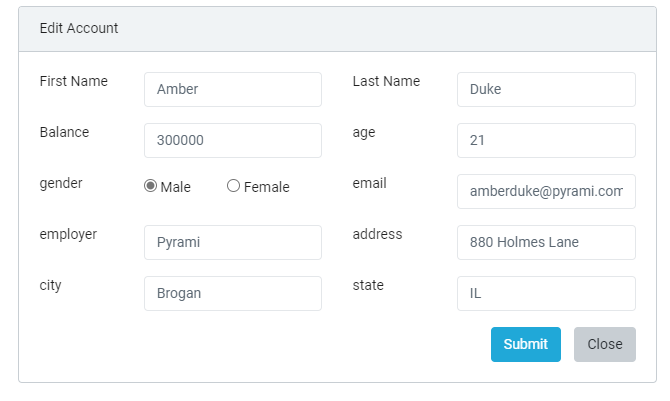 Edit Account
First Name Amber Last Name Duke
Balance 300000 age 21
gender Male Female email amberduke@pyrami.com
employer Pyrami address 880 Holmes Lane
city Brogan state IL
Submit Close